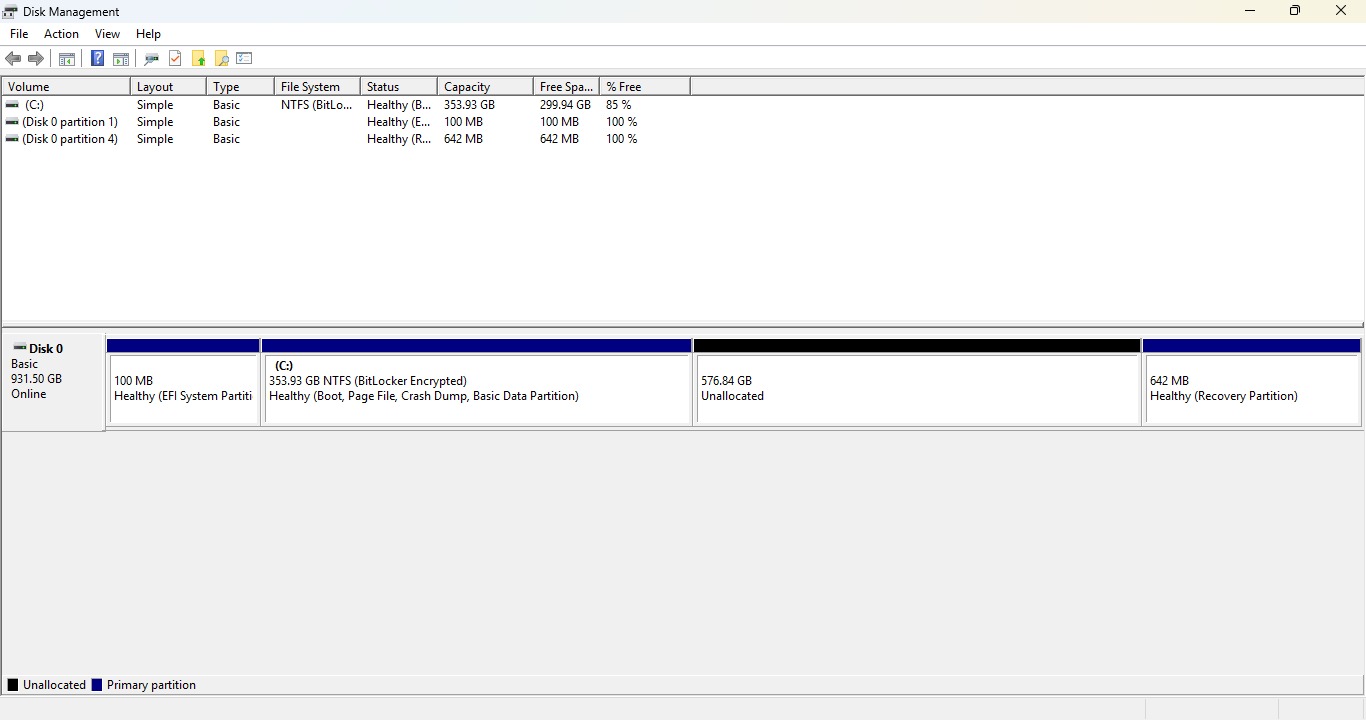 Disk Management
File Action View Help
Volume Layout Type File System Status Capacity Free Spa... % Free
(C:) Simple Basic NTFS (BitLo... Healthy (B... 353.93 GB 299.94 GB 85 %
(Disk 0 partition 1) Simple Basic Healthy (E... 100 MB 100 MB 100 %
(Disk 0 partition 4) Simple Basic Healthy (R... 642 MB 642 MB 100 %
Disk 0
Basic
931.50 GB
Online
100 MB
Healthy (EFI System Partiti
(C:)
353.93 GB NTFS (BitLocker Encrypted)
Healthy (Boot, Page File, Crash Dump, Basic Data Partition)
576.84 GB
Unallocated
642 MB
Healthy (Recovery Partition)
Unallocated Primary partition